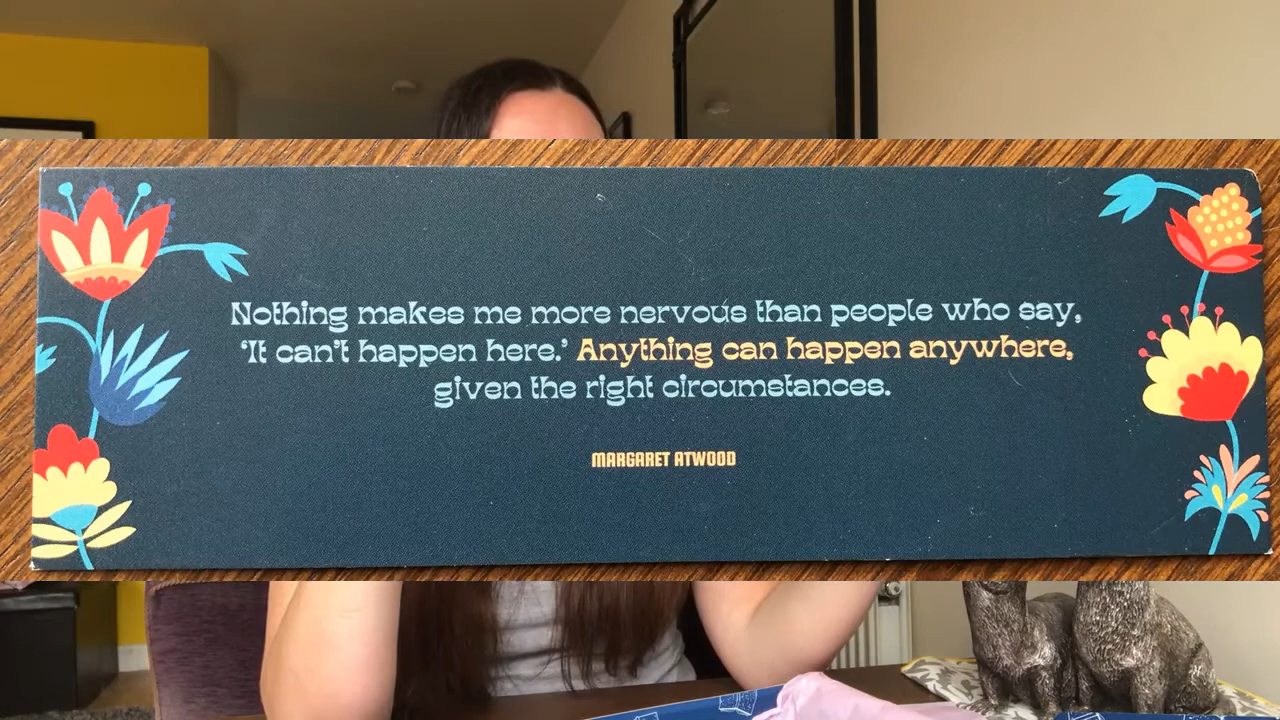 Nothing makes me more nervous than people who say,
‘It can’t happen here.’ Anything can happen anywhere,
given the right circumstances.
MARGARET ATWOOD